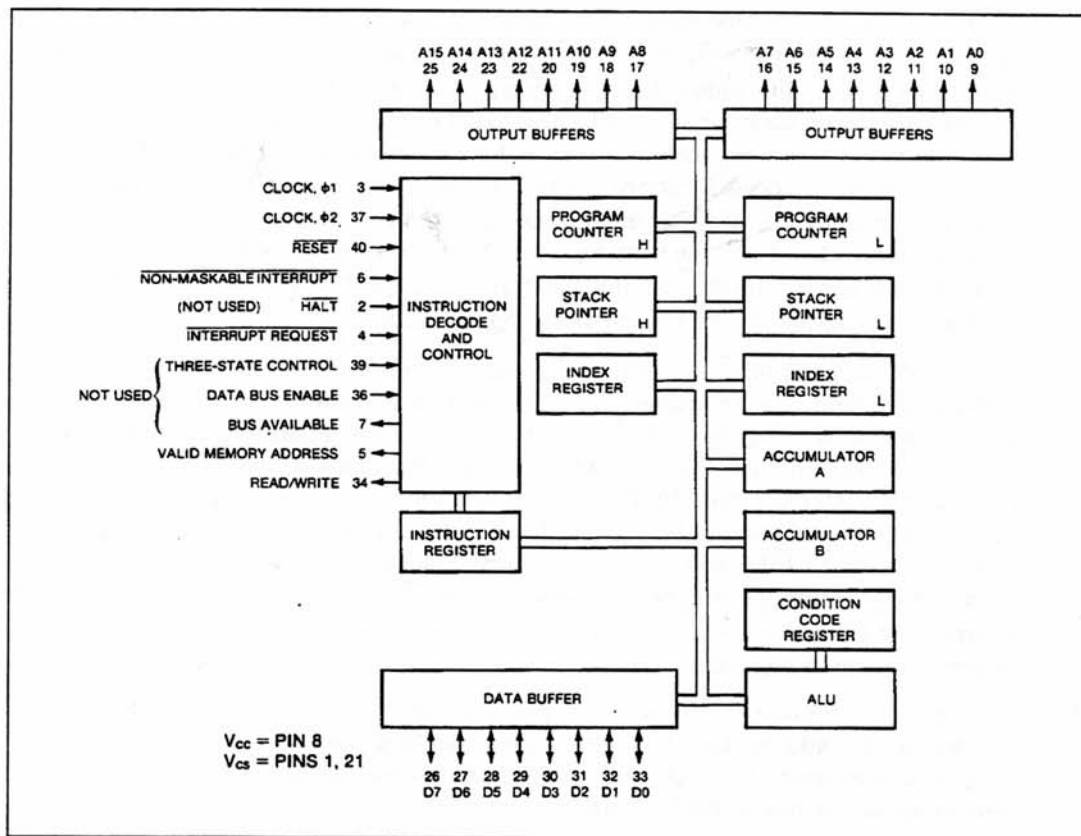 A15 A14 A13 A12 A11 A10 A9 A8
25 24 23 22 20 19 18 17
A7 A6 A5 A4 A3 A2 A1 A0
16 15 14 13 12 11 10 9
OUTPUT BUFFERS
OUTPUT BUFFERS
CLOCK, ϕ1 3
CLOCK, ϕ2 37
RESET 40
NON-MASKABLE INTERRUPT 6
(NOT USED) HALT 2
INTERRUPT REQUEST 4
THREE-STATE CONTROL 39
NOT USED
DATA BUS ENABLE 36
BUS AVAILABLE 7
VALID MEMORY ADDRESS 5
READ/WRITE 34
INSTRUCTION
DECODE
AND
CONTROL
INSTRUCTION
REGISTER
PROGRAM
COUNTER
H
PROGRAM
COUNTER
L
STACK
POINTER
H
STACK
POINTER
L
INDEX
REGISTER
INDEX
REGISTER
L
ACCUMULATOR
A
ACCUMULATOR
B
CONDITION
CODE
REGISTER
ALU
DATA BUFFER
VCC = PIN 8
VCS = PINS 1, 21
26 27 28 29 30 31 32 33
D7 D6 D5 D4 D3 D2 D1 D0